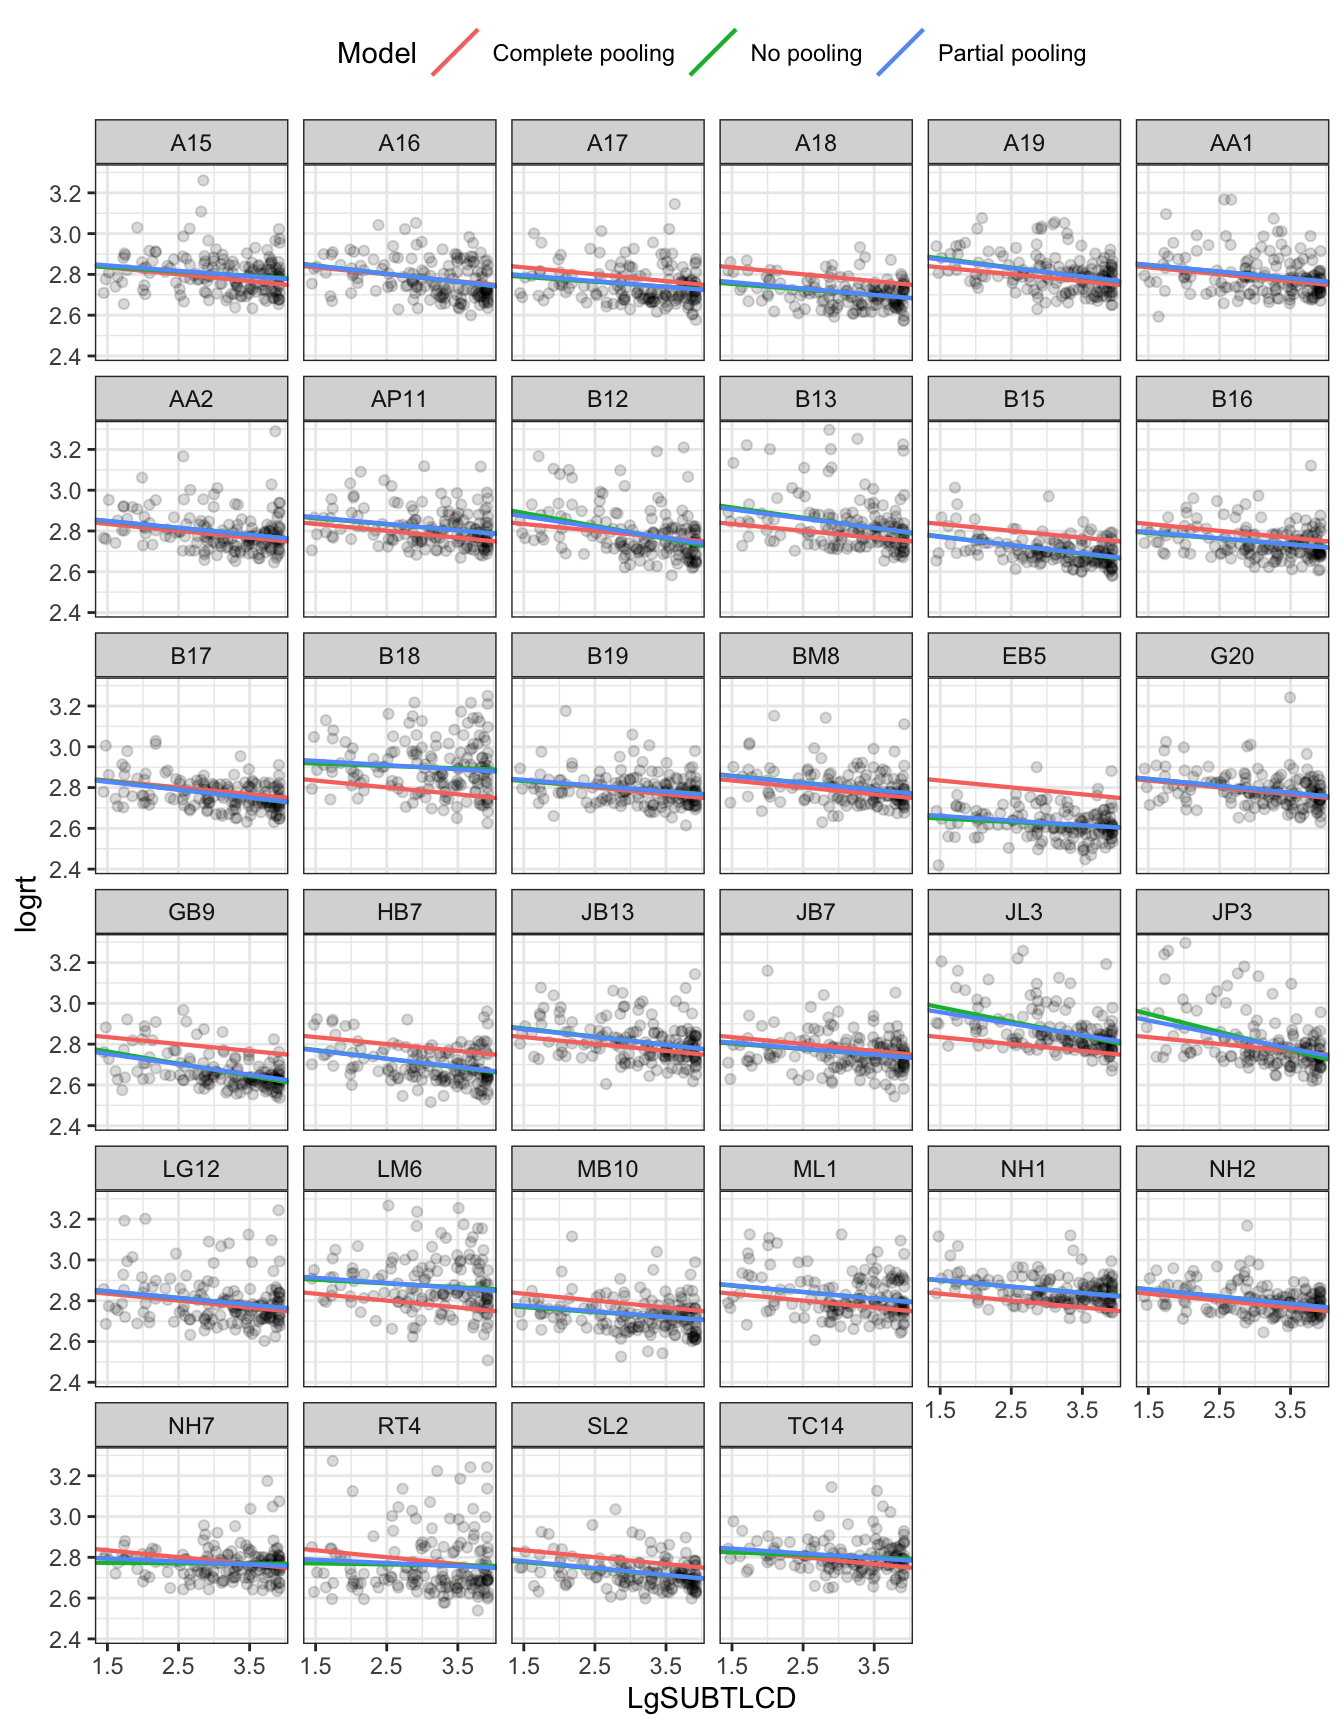 Model Complete pooling No pooling Partial pooling
A15 A16 A17 A18 A19 AA1
3.2
3.0
2.8
2.6
2.4
AA2 AP11 B12 B13 B15 B16
3.2
3.0
2.8
2.6
2.4
B17 B18 B19 BM8 EB5 G20
3.2
3.0
2.8
2.6
2.4
logrt
GB9 HB7 JB13 JB7 JL3 JP3
3.2
3.0
2.8
2.6
2.4
LG12 LM6 MB10 ML1 NH1 NH2
3.2
3.0
2.8
2.6
2.4
1.5 2.5 3.5 1.5 2.5 3.5
NH7 RT4 SL2 TC14
3.2
3.0
2.8
2.6
2.4
1.5 2.5 3.5 1.5 2.5 3.5 1.5 2.5 3.5 1.5 2.5 3.5
LgSUBTLCD